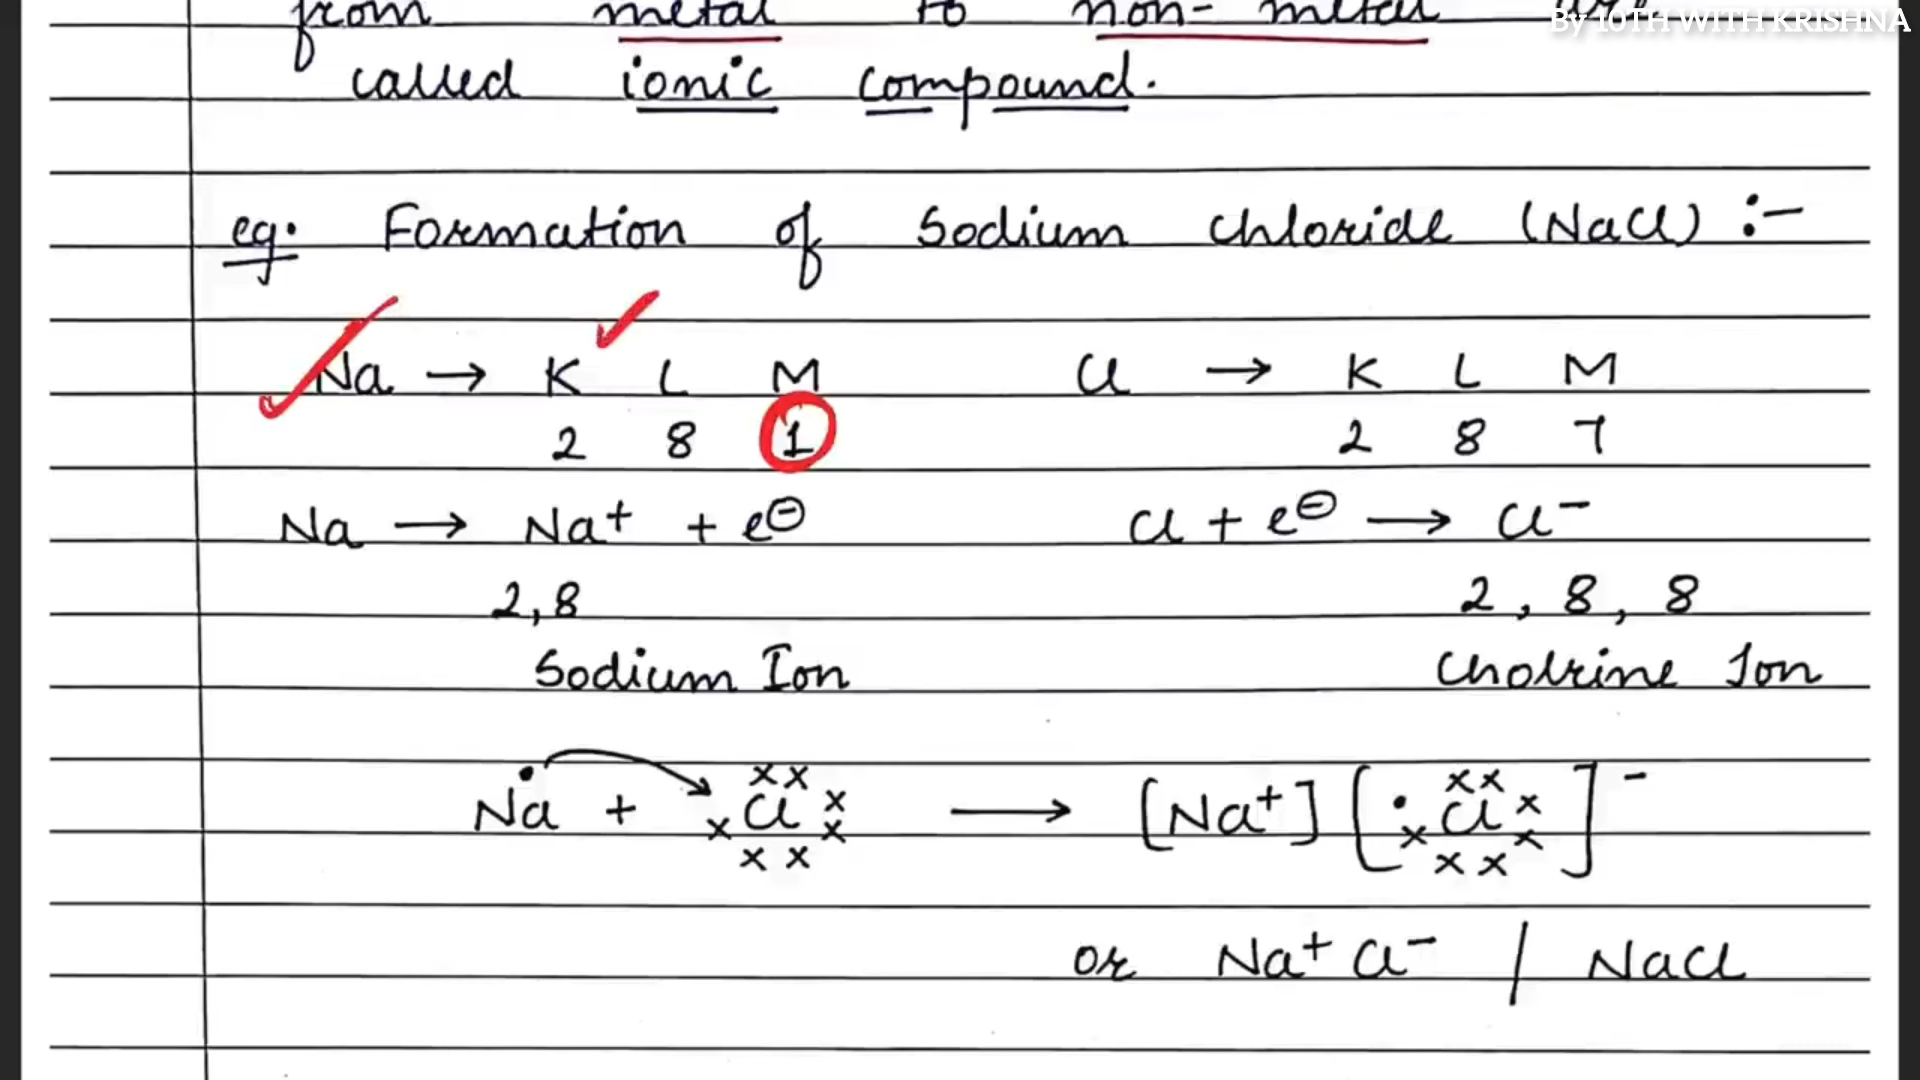 By 10TH WITH KRISHNA
from metal to non-metal are
called ionic compound.
eg. Formation of Sodium Chloride (NaCl) :-
Na → K L M Cl → K L M
2 8 1 2 8 7
Na → Na⁺ + e⊖ Cl + e⊖ → Cl⁻
2,8 2, 8, 8
Sodium Ion Cholrine Ion
Na + Cl → [Na⁺] [Cl]⁻
or Na⁺ Cl⁻ / NaCl